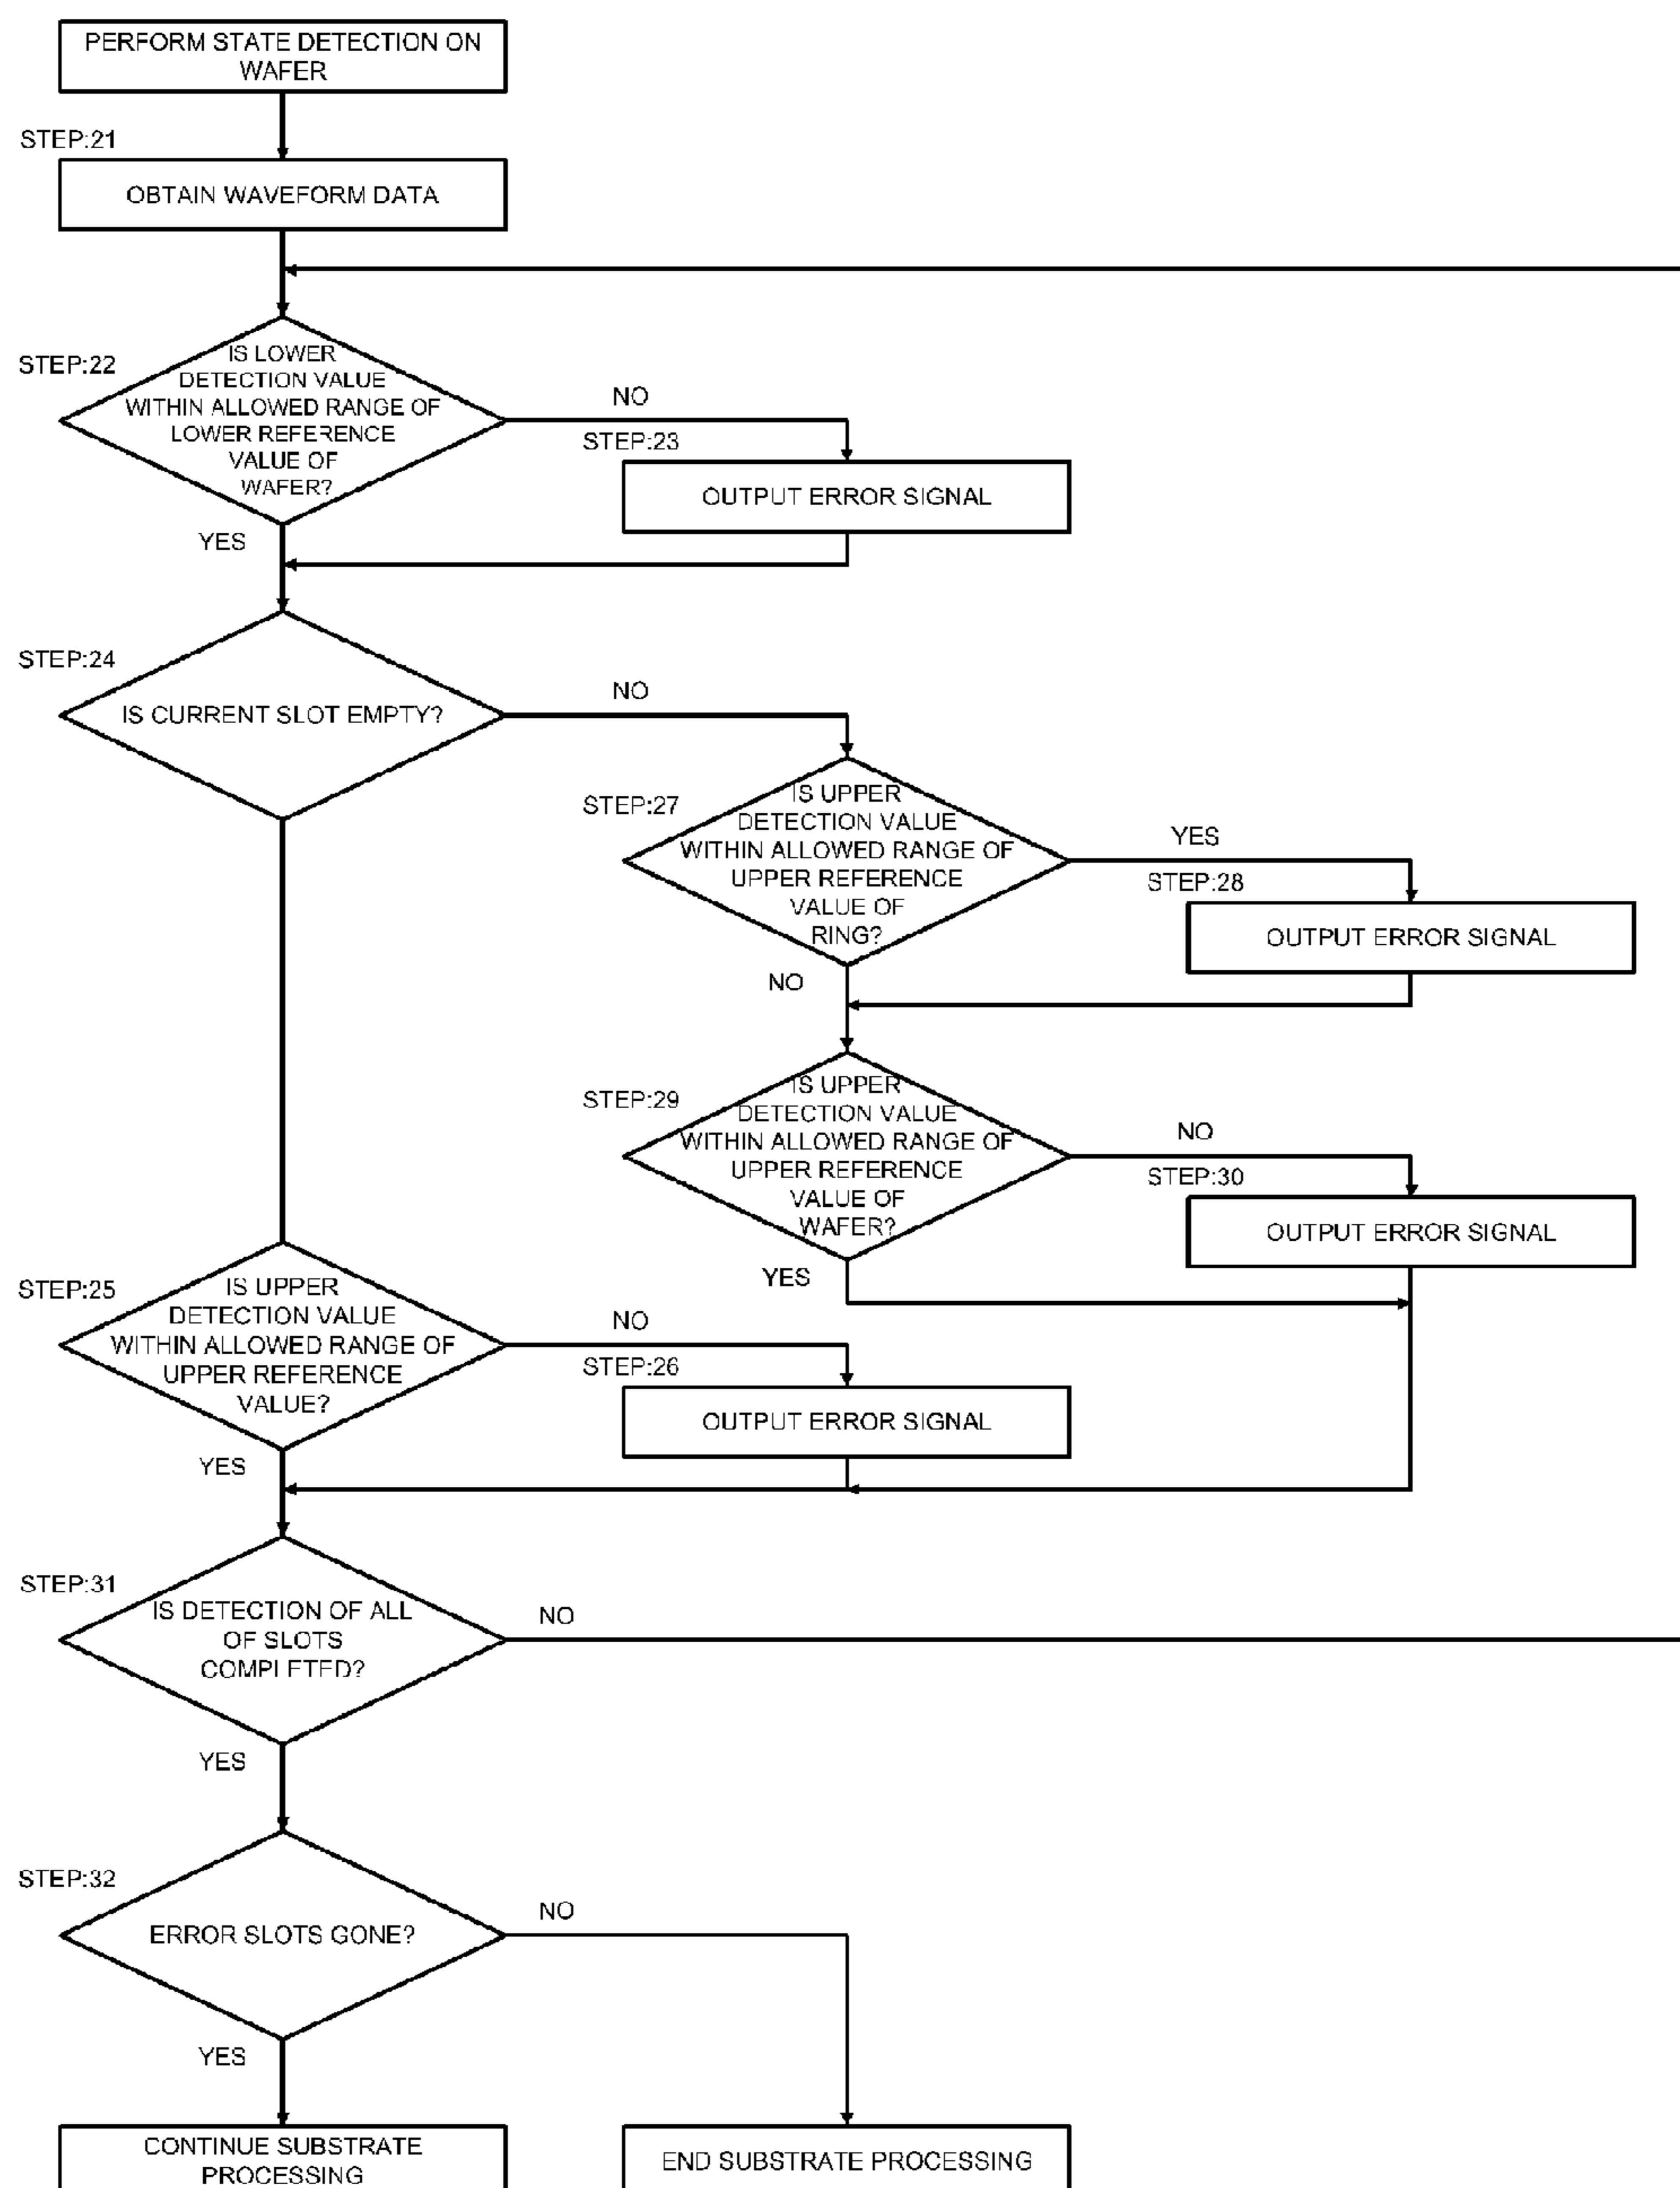 PERFORM STATE DETECTION ON
WAFER
STEP:21
OBTAIN WAVEFORM DATA
STEP:22
IS LOWER
DETECTION VALUE
WITHIN ALLOWED RANGE OF
LOWER REFERENCE
VALUE OF
WAFER?
NO
STEP:23
OUTPUT ERROR SIGNAL
YES
STEP:24
IS CURRENT SLOT EMPTY?
NO
STEP:27
IS UPPER
DETECTION VALUE
WITHIN ALLOWED RANGE OF
UPPER REFERENCE
VALUE OF
RING?
YES
STEP:28
OUTPUT ERROR SIGNAL
NO
STEP:29
IS UPPER
DETECTION VALUE
WITHIN ALLOWED RANGE OF
UPPER REFERENCE
VALUE OF
WAFER?
NO
STEP:30
OUTPUT ERROR SIGNAL
YES
STEP:25
IS UPPER
DETECTION VALUE
WITHIN ALLOWED RANGE OF
UPPER REFERENCE
VALUE?
NO
STEP:26
OUTPUT ERROR SIGNAL
YES
STEP:31
IS DETECTION OF ALL
OF SLOTS
COMPLETED?
NO
YES
STEP:32
ERROR SLOTS GONE?
NO
YES
CONTINUE SUBSTRATE
PROCESSING
END SUBSTRATE PROCESSING